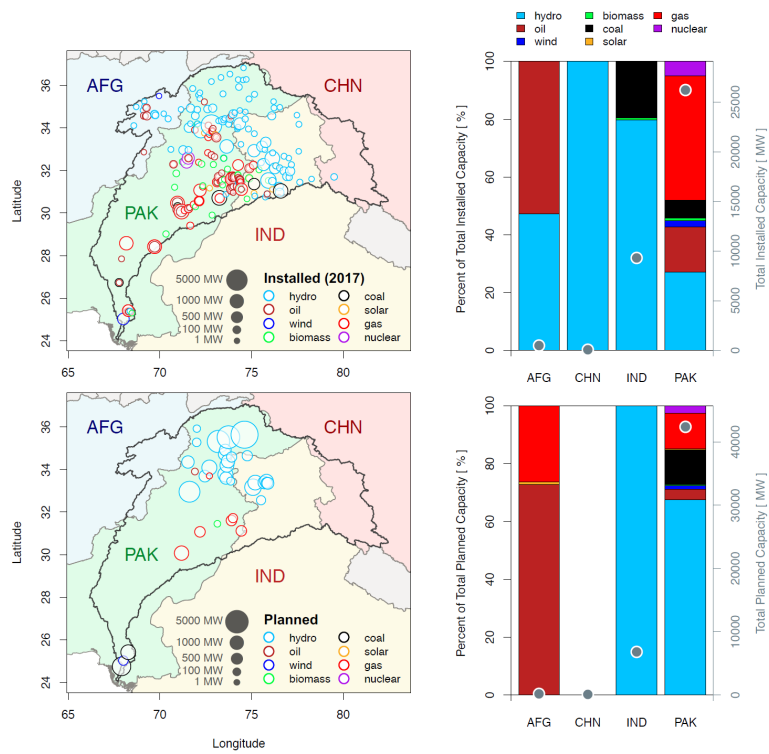 hydro biomass gas
oil coal nuclear
wind solar
AFG
CHN
PAK
IND
Latitude
36
34
32
30
28
26
24
65 70 75 80
5000 MW
1000 MW
500 MW
100 MW
1 MW
Installed (2017)
hydro coal
oil solar
wind gas
biomass nuclear
Percent of Total Installed Capacity [ % ]
100
80
60
40
20
0
AFG CHN IND PAK
25000
20000
15000
10000
5000
0
Total Installed Capacity [ MW ]
AFG
CHN
PAK
IND
Latitude
36
34
32
30
28
26
24
65 70 75 80
Longitude
5000 MW
1000 MW
500 MW
100 MW
1 MW
Planned
hydro coal
oil solar
wind gas
biomass nuclear
Percent of Total Planned Capacity [ % ]
100
80
60
40
20
0
AFG CHN IND PAK
40000
30000
20000
10000
0
Total Planned Capacity [ MW ]